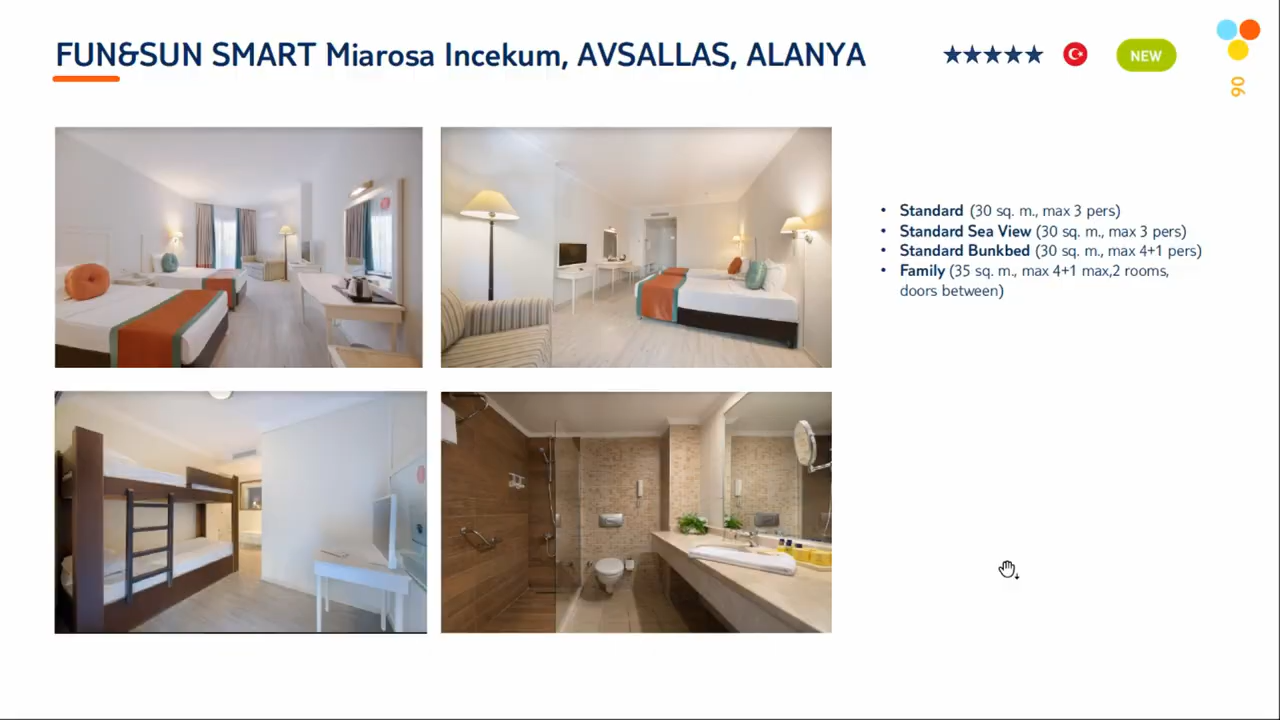 FUN&SUN SMART Miarosa Incekum, AVSALLAS, ALANYA
NEW
90
• Standard (30 sq. m., max 3 pers)
• Standard Sea View (30 sq. m., max 3 pers)
• Standard Bunkbed (30 sq. m., max 4+1 pers)
• Family (35 sq. m., max 4+1 max,2 rooms,
doors between)